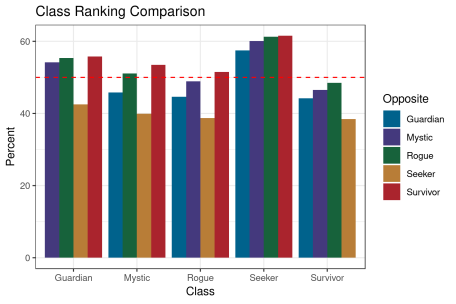 Class Ranking Comparison
60
40
20
0
Percent
Guardian
Mystic
Rogue
Seeker
Survivor
Class
Opposite
Guardian
Mystic
Rogue
Seeker
Survivor